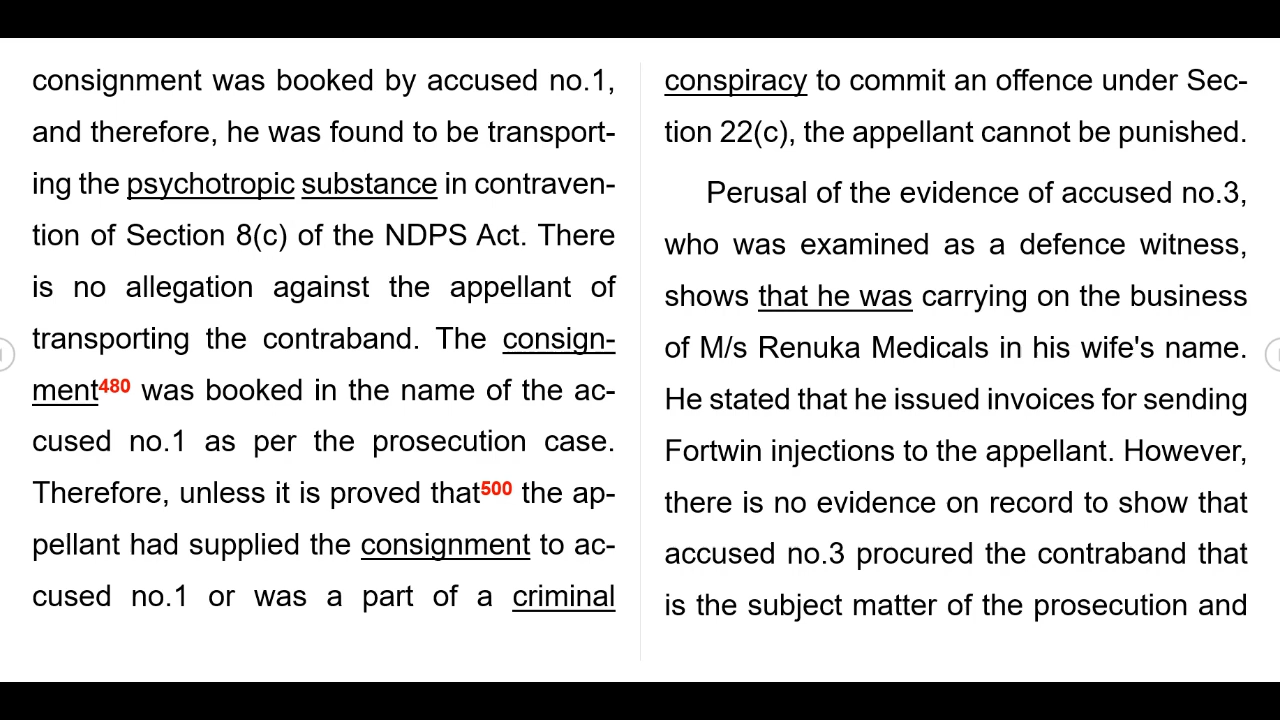 consignment was booked by accused no.1,
and therefore, he was found to be transport-
ing the psychotropic substance in contraven-
tion of Section 8(c) of the NDPS Act. There
is no allegation against the appellant of
transporting the contraband. The consign-
ment480 was booked in the name of the ac-
cused no.1 as per the prosecution case.
Therefore, unless it is proved that500 the ap-
pellant had supplied the consignment to ac-
cused no.1 or was a part of a criminal
conspiracy to commit an offence under Sec-
tion 22(c), the appellant cannot be punished.
Perusal of the evidence of accused no.3,
who was examined as a defence witness,
shows that he was carrying on the business
of M/s Renuka Medicals in his wife's name.
He stated that he issued invoices for sending
Fortwin injections to the appellant. However,
there is no evidence on record to show that
accused no.3 procured the contraband that
is the subject matter of the prosecution and